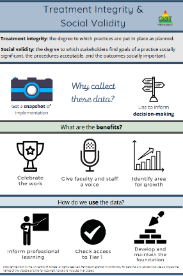 Treatment Integrity &
Social Validity
Treatment integrity: the degree to which practices are put in place as planned.
Social validity: the degree to which stakeholders find goals of a practice socially
significant, the procedures acceptable, and the outcomes socially important.
Get a snapshot of
implementation
Why collect
these data?
Use to inform
decision-making
What are the benefits?
Celebrate
the work
Give faculty and staff
a voice
Identify area
for growth
How do we use the data?
Inform professional
learning
Check access
to Tier 1
Develop and
maintain the
foundation